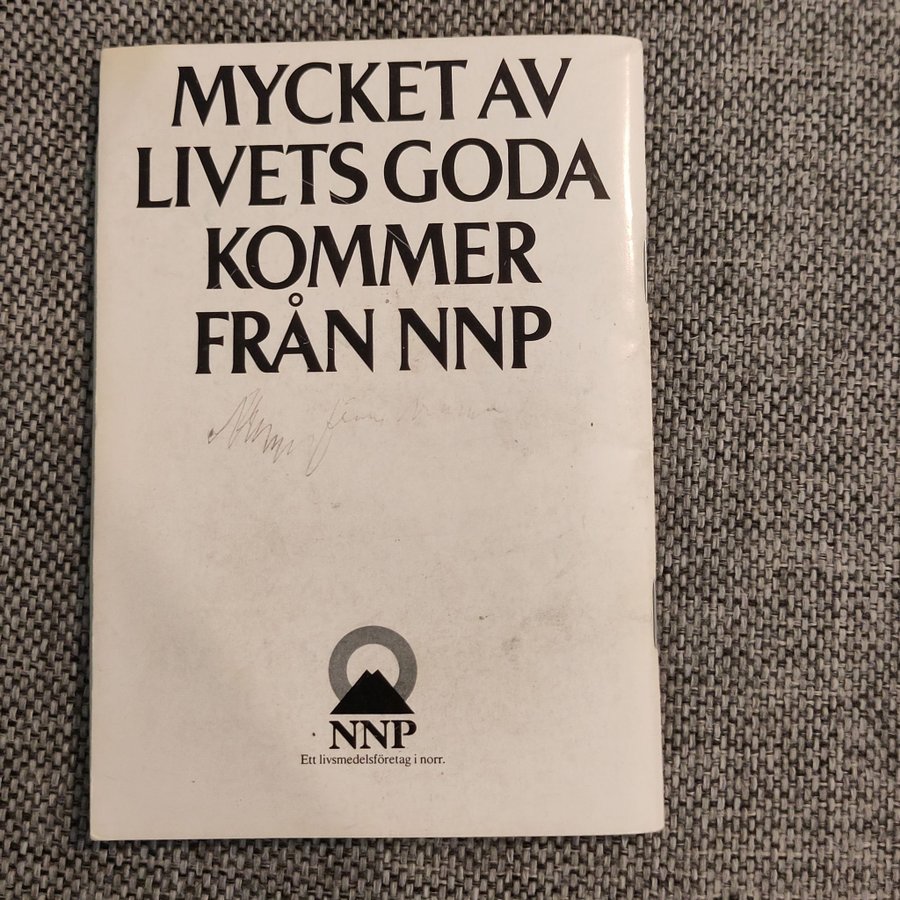 MYCKET AV
LIVETS GODA
KOMMER
FRÅN NNP
NNP
Ett livsmedelsföretag i norr.